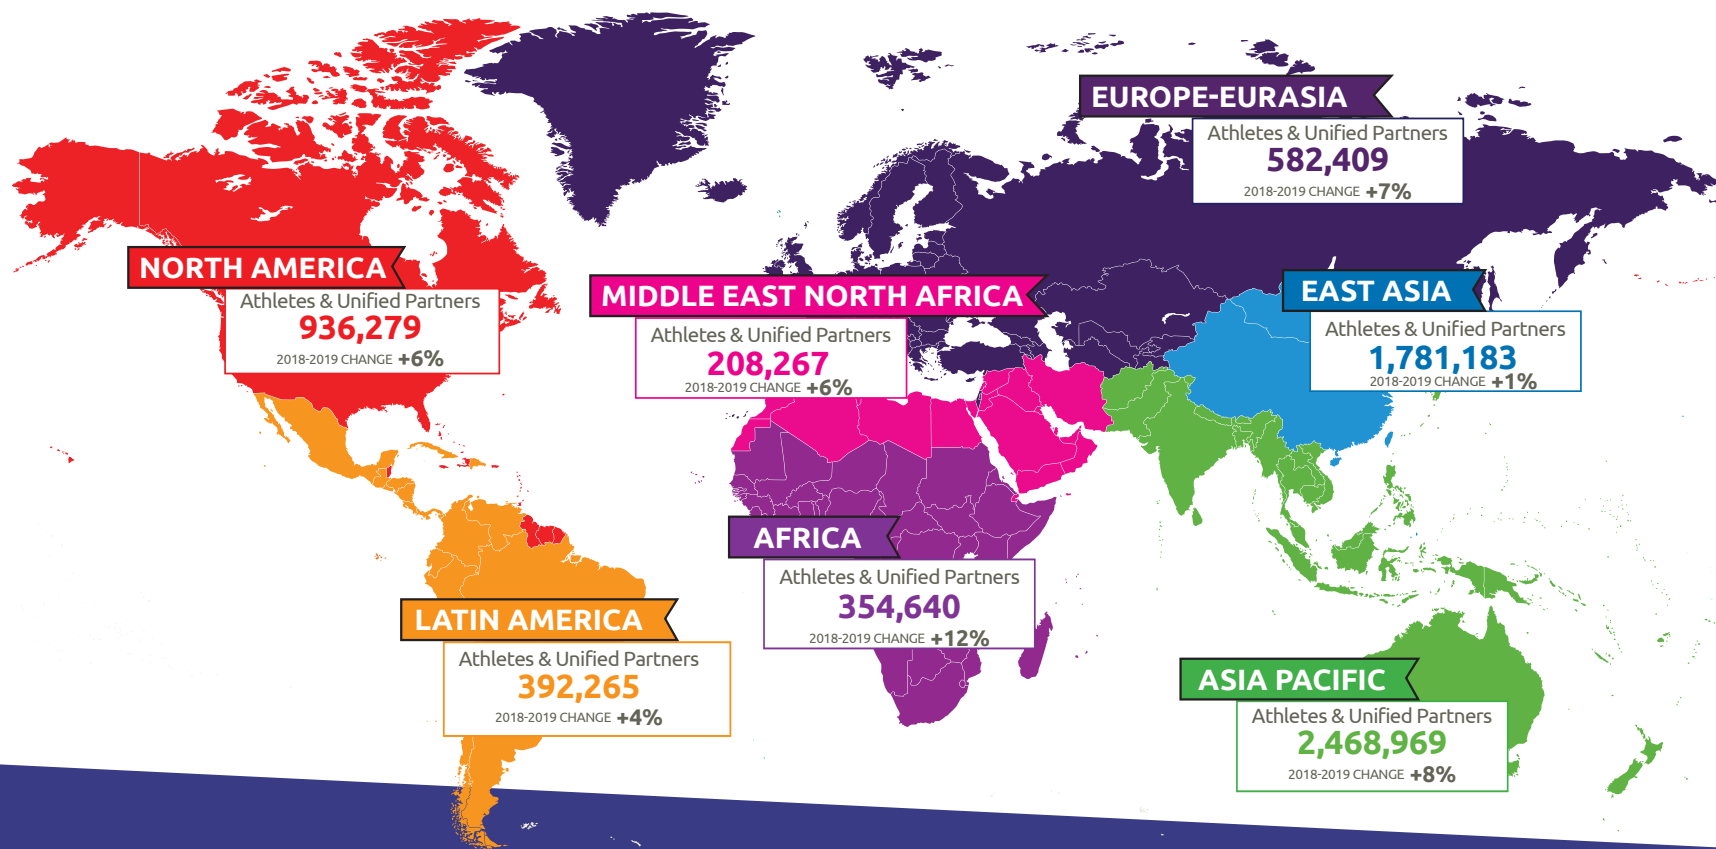 EUROPE-EURASIA
Athletes & Unified Partners
582,409
2018-2019 CHANGE +7%
NORTH AMERICA
Athletes & Unified Partners
936,279
2018-2019 CHANGE +6%
MIDDLE EAST NORTH AFRICA
Athletes & Unified Partners
208,267
2018-2019 CHANGE +6%
EAST ASIA
Athletes & Unified Partners
1,781,183
2018-2019 CHANGE +1%
AFRICA
Athletes & Unified Partners
354,640
2018-2019 CHANGE +12%
LATIN AMERICA
Athletes & Unified Partners
392,265
2018-2019 CHANGE +4%
ASIA PACIFIC
Athletes & Unified Partners
2,468,969
2018-2019 CHANGE +8%